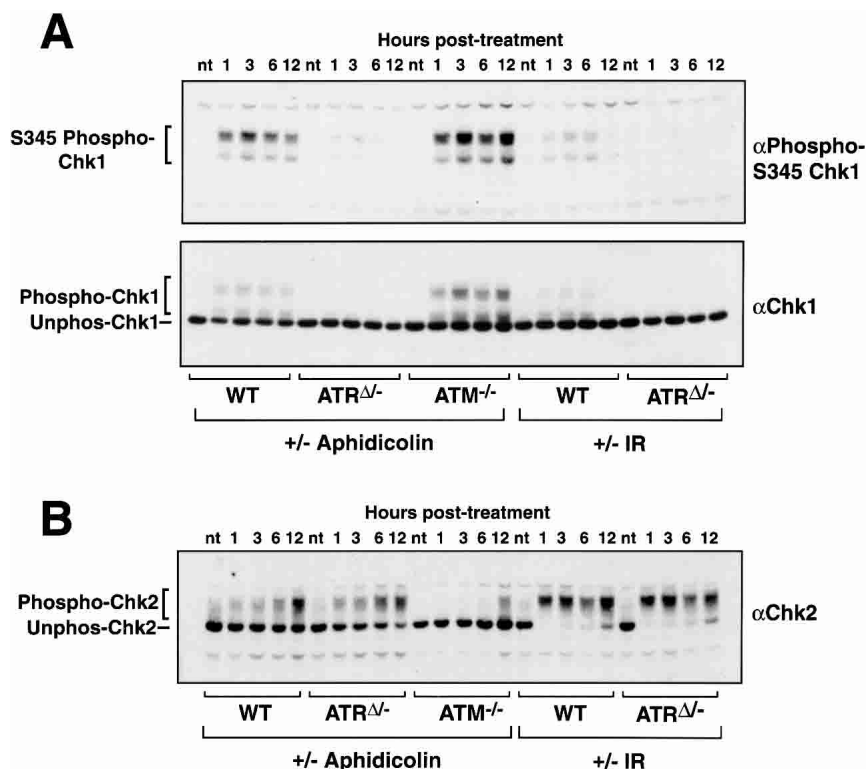 A
Hours post-treatment
nt 1 3 6 12 nt 1 3 6 12 nt 1 3 6 12 nt 1 3 6 12 nt 1 3 6 12
S345 Phospho-
Chk1
αPhospho-
S345 Chk1
Phospho-Chk1
Unphos-Chk1
αChk1
WT ATRΔ/- ATM-/- WT ATRΔ/-
+/- Aphidicolin +/- IR
B
Hours post-treatment
nt 1 3 6 12 nt 1 3 6 12 nt 1 3 6 12 nt 1 3 6 12 nt 1 3 6 12
Phospho-Chk2
Unphos-Chk2
αChk2
WT ATRΔ/- ATM-/- WT ATRΔ/-
+/- Aphidicolin +/- IR